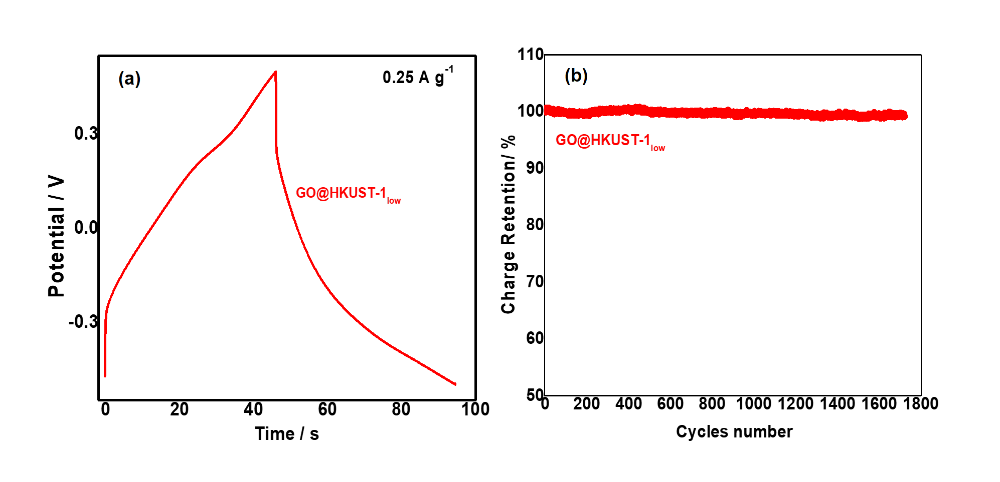 (a)
0.25 A g-1
0.3
0.0
-0.3
Potential / V
GO@HKUST-1low
0 20 40 60 80 100
Time / s
(b)
110
100
90
80
70
60
50
Charge Retention/ %
GO@HKUST-1low
0 200 400 600 800 1000 1200 1400 1600 1800
Cycles number